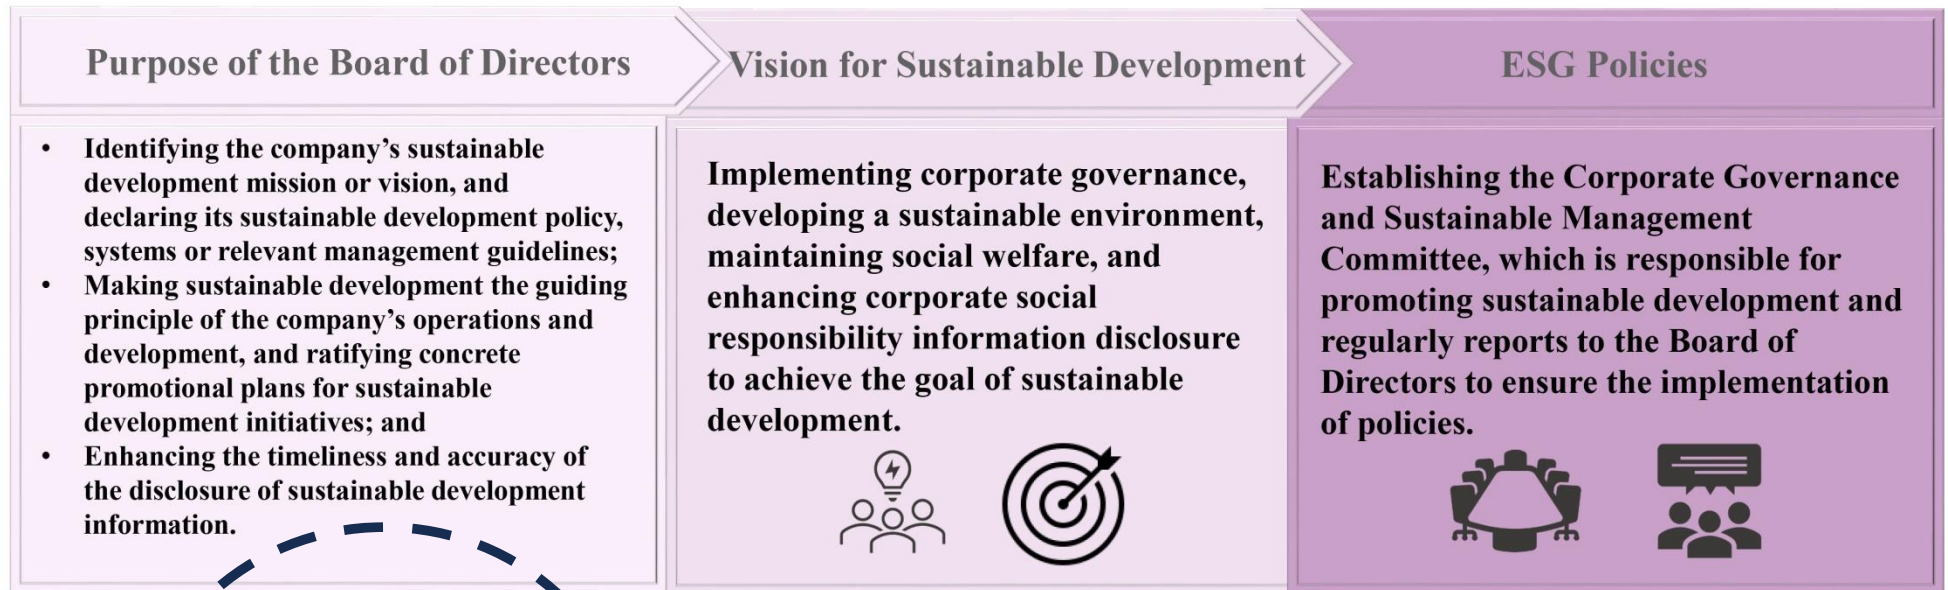 Purpose of the Board of Directors
• Identifying the company’s sustainable
development mission or vision, and
declaring its sustainable development policy,
systems or relevant management guidelines;
• Making sustainable development the guiding
principle of the company’s operations and
development, and ratifying concrete
promotional plans for sustainable
development initiatives; and
• Enhancing the timeliness and accuracy of
the disclosure of sustainable development
information.
Vision for Sustainable Development
Implementing corporate governance,
developing a sustainable environment,
maintaining social welfare, and
enhancing corporate social
responsibility information disclosure
to achieve the goal of sustainable
development.
ESG Policies
Establishing the Corporate Governance
and Sustainable Management
Committee, which is responsible for
promoting sustainable development and
regularly reports to the Board of
Directors to ensure the implementation
of policies.